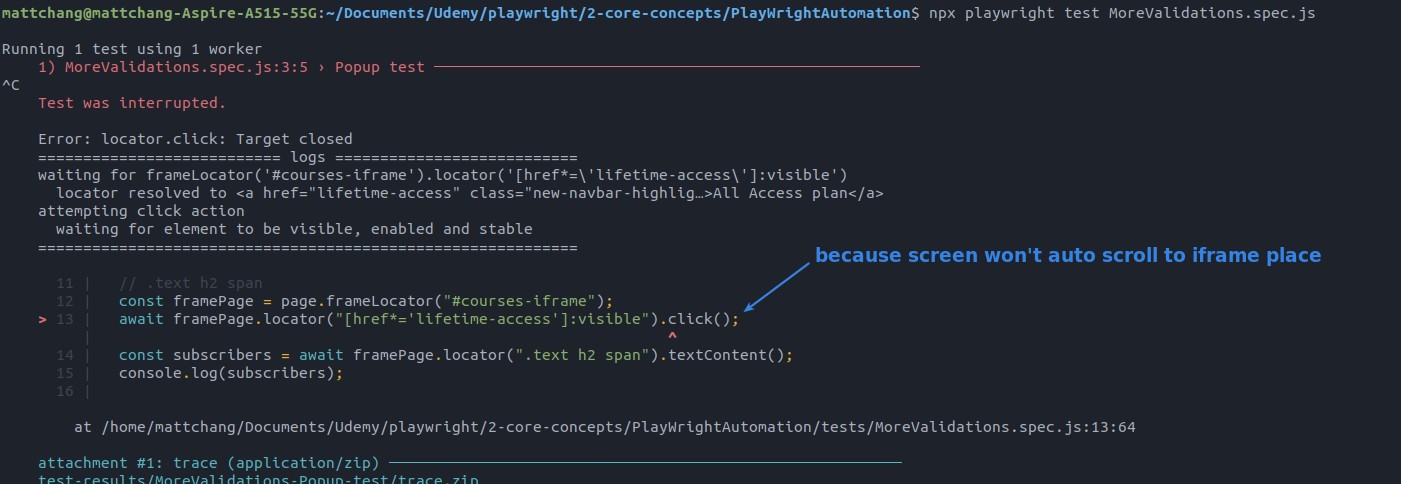 mattchang@mattchang-Aspire-A515-55G:~/Documents/Udemy/playwright/2-core-concepts/PlayWrightAutomation$ npx playwright test MoreValidations.spec.js
Running 1 test using 1 worker
1) MoreValidations.spec.js:3:5 › Popup test ──────────────────────────────────────────────────────
^C
Test was interrupted.
Error: locator.click: Target closed
=========================== logs ===========================
waiting for frameLocator('#courses-iframe').locator('[href*=\'lifetime-access\']:visible')
locator resolved to <a href="lifetime-access" class="new-navbar-highlig…>All Access plan</a>
attempting click action
waiting for element to be visible, enabled and stable
============================================================
because screen won't auto scroll to iframe place
11 | // .text h2 span
12 | const framePage = page.frameLocator("#courses-iframe");
> 13 | await framePage.locator("[href*='lifetime-access']:visible").click();
| ^
14 | const subscribers = await framePage.locator(".text h2 span").textContent();
15 | console.log(subscribers);
16 |
at /home/mattchang/Documents/Udemy/playwright/2-core-concepts/PlayWrightAutomation/tests/MoreValidations.spec.js:13:64
attachment #1: trace (application/zip) ─────────────────────────────────────────────────────────
test-results/MoreValidations-Popup-test/trace.zip